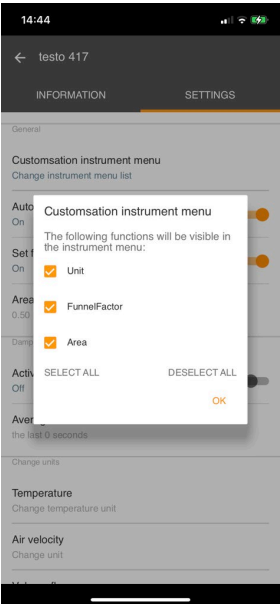 14:44
testo 417
INFORMATION SETTINGS
General
Customsation instrument menu
Change instrument menu list
Auto
On
Customsation instrument menu
The following functions will be visible in
the instrument menu:
Unit
FunnelFactor
Area
SELECT ALL DESELECT ALL
OK
Set f
On
Area
0.50
Damp
Activ
Off
Aver
the last 0 seconds
Change units
Temperature
Change temperature unit
Air velocity
Change unit